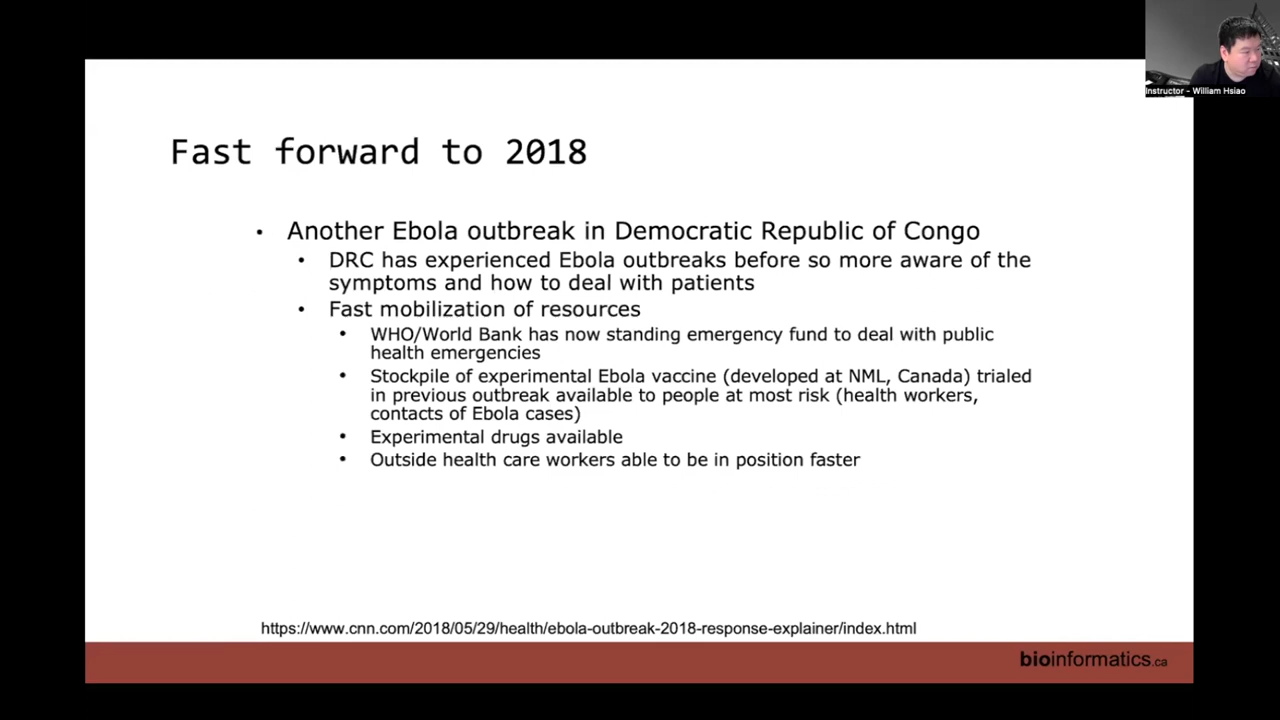 Instructor - William Hsiao
Fast forward to 2018
• Another Ebola outbreak in Democratic Republic of Congo
• DRC has experienced Ebola outbreaks before so more aware of the
symptoms and how to deal with patients
• Fast mobilization of resources
• WHO/World Bank has now standing emergency fund to deal with public
health emergencies
• Stockpile of experimental Ebola vaccine (developed at NML, Canada) trialed
in previous outbreak available to people at most risk (health workers,
contacts of Ebola cases)
• Experimental drugs available
• Outside health care workers able to be in position faster
https://www.cnn.com/2018/05/29/health/ebola-outbreak-2018-response-explainer/index.html
bioinformatics.ca